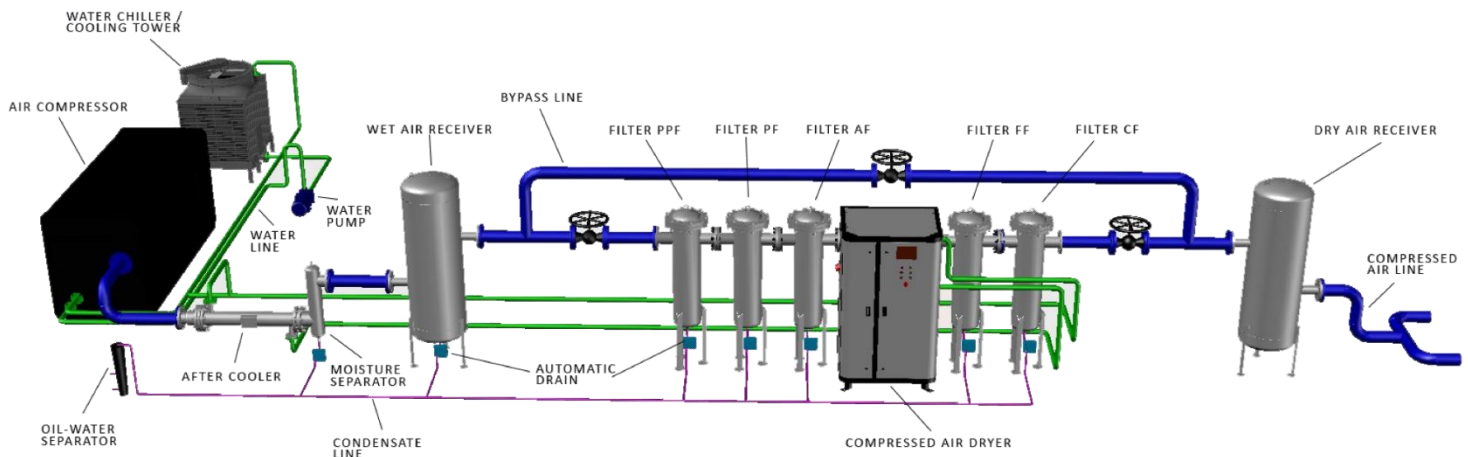 WATER CHILLER /
COOLING TOWER
AIR COMPRESSOR
WET AIR RECEIVER
BYPASS LINE
FILTER PPF
FILTER PF
FILTER AF
FILTER FF
FILTER CF
DRY AIR RECEIVER
WATER
PUMP
WATER
LINE
COMPRESSED
AIR LINE
AFTER COOLER
MOISTURE
SEPARATOR
AUTOMATIC
DRAIN
OIL-WATER
SEPARATOR
CONDENSATE
LINE
COMPRESSED AIR DRYER